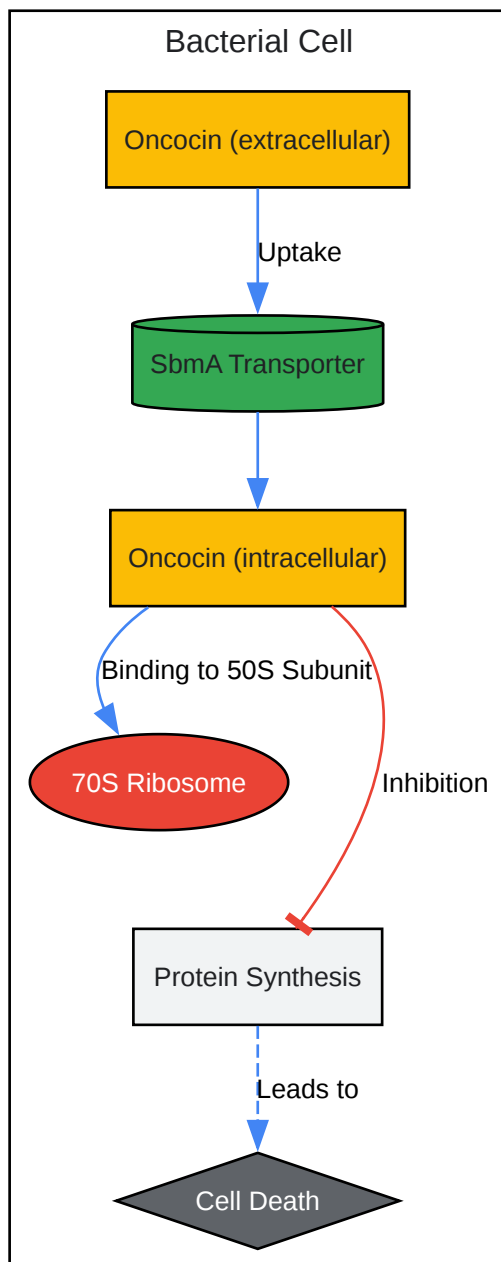 Bacterial Cell
Oncocin (extracellular)
Uptake
SbmA Transporter
Oncocin (intracellular)
Binding to 50S Subunit
70S Ribosome
Inhibition
Protein Synthesis
Leads to
Cell Death